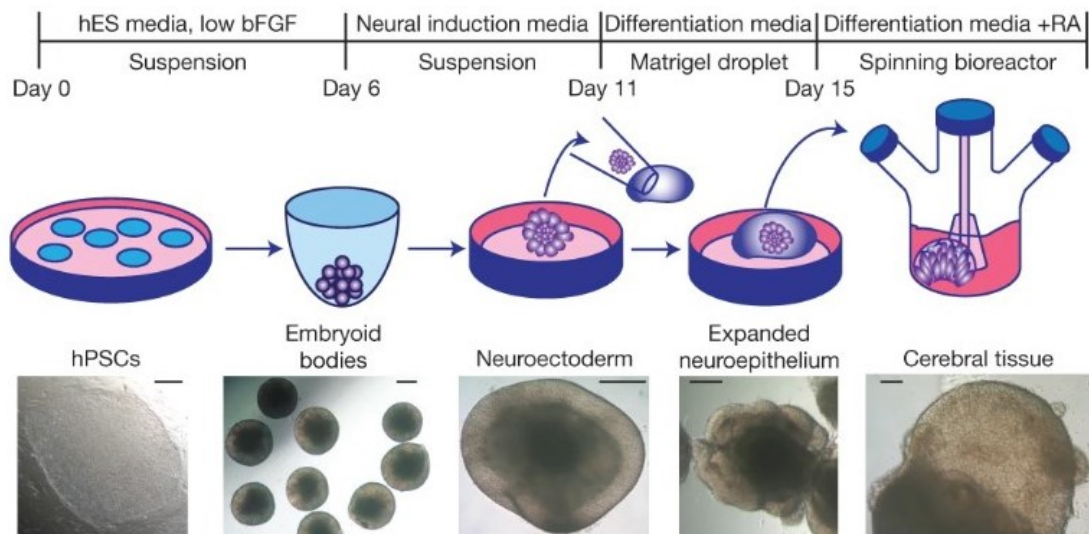 hES media, low bFGF
Neural induction media
Differentiation media
Differentiation media +RA
Suspension
Suspension
Matrigel droplet
Spinning bioreactor
Day 0
Day 6
Day 11
Day 15
hPSCs
Embryoid
bodies
Neuroectoderm
Expanded
neuroepithelium
Cerebral tissue